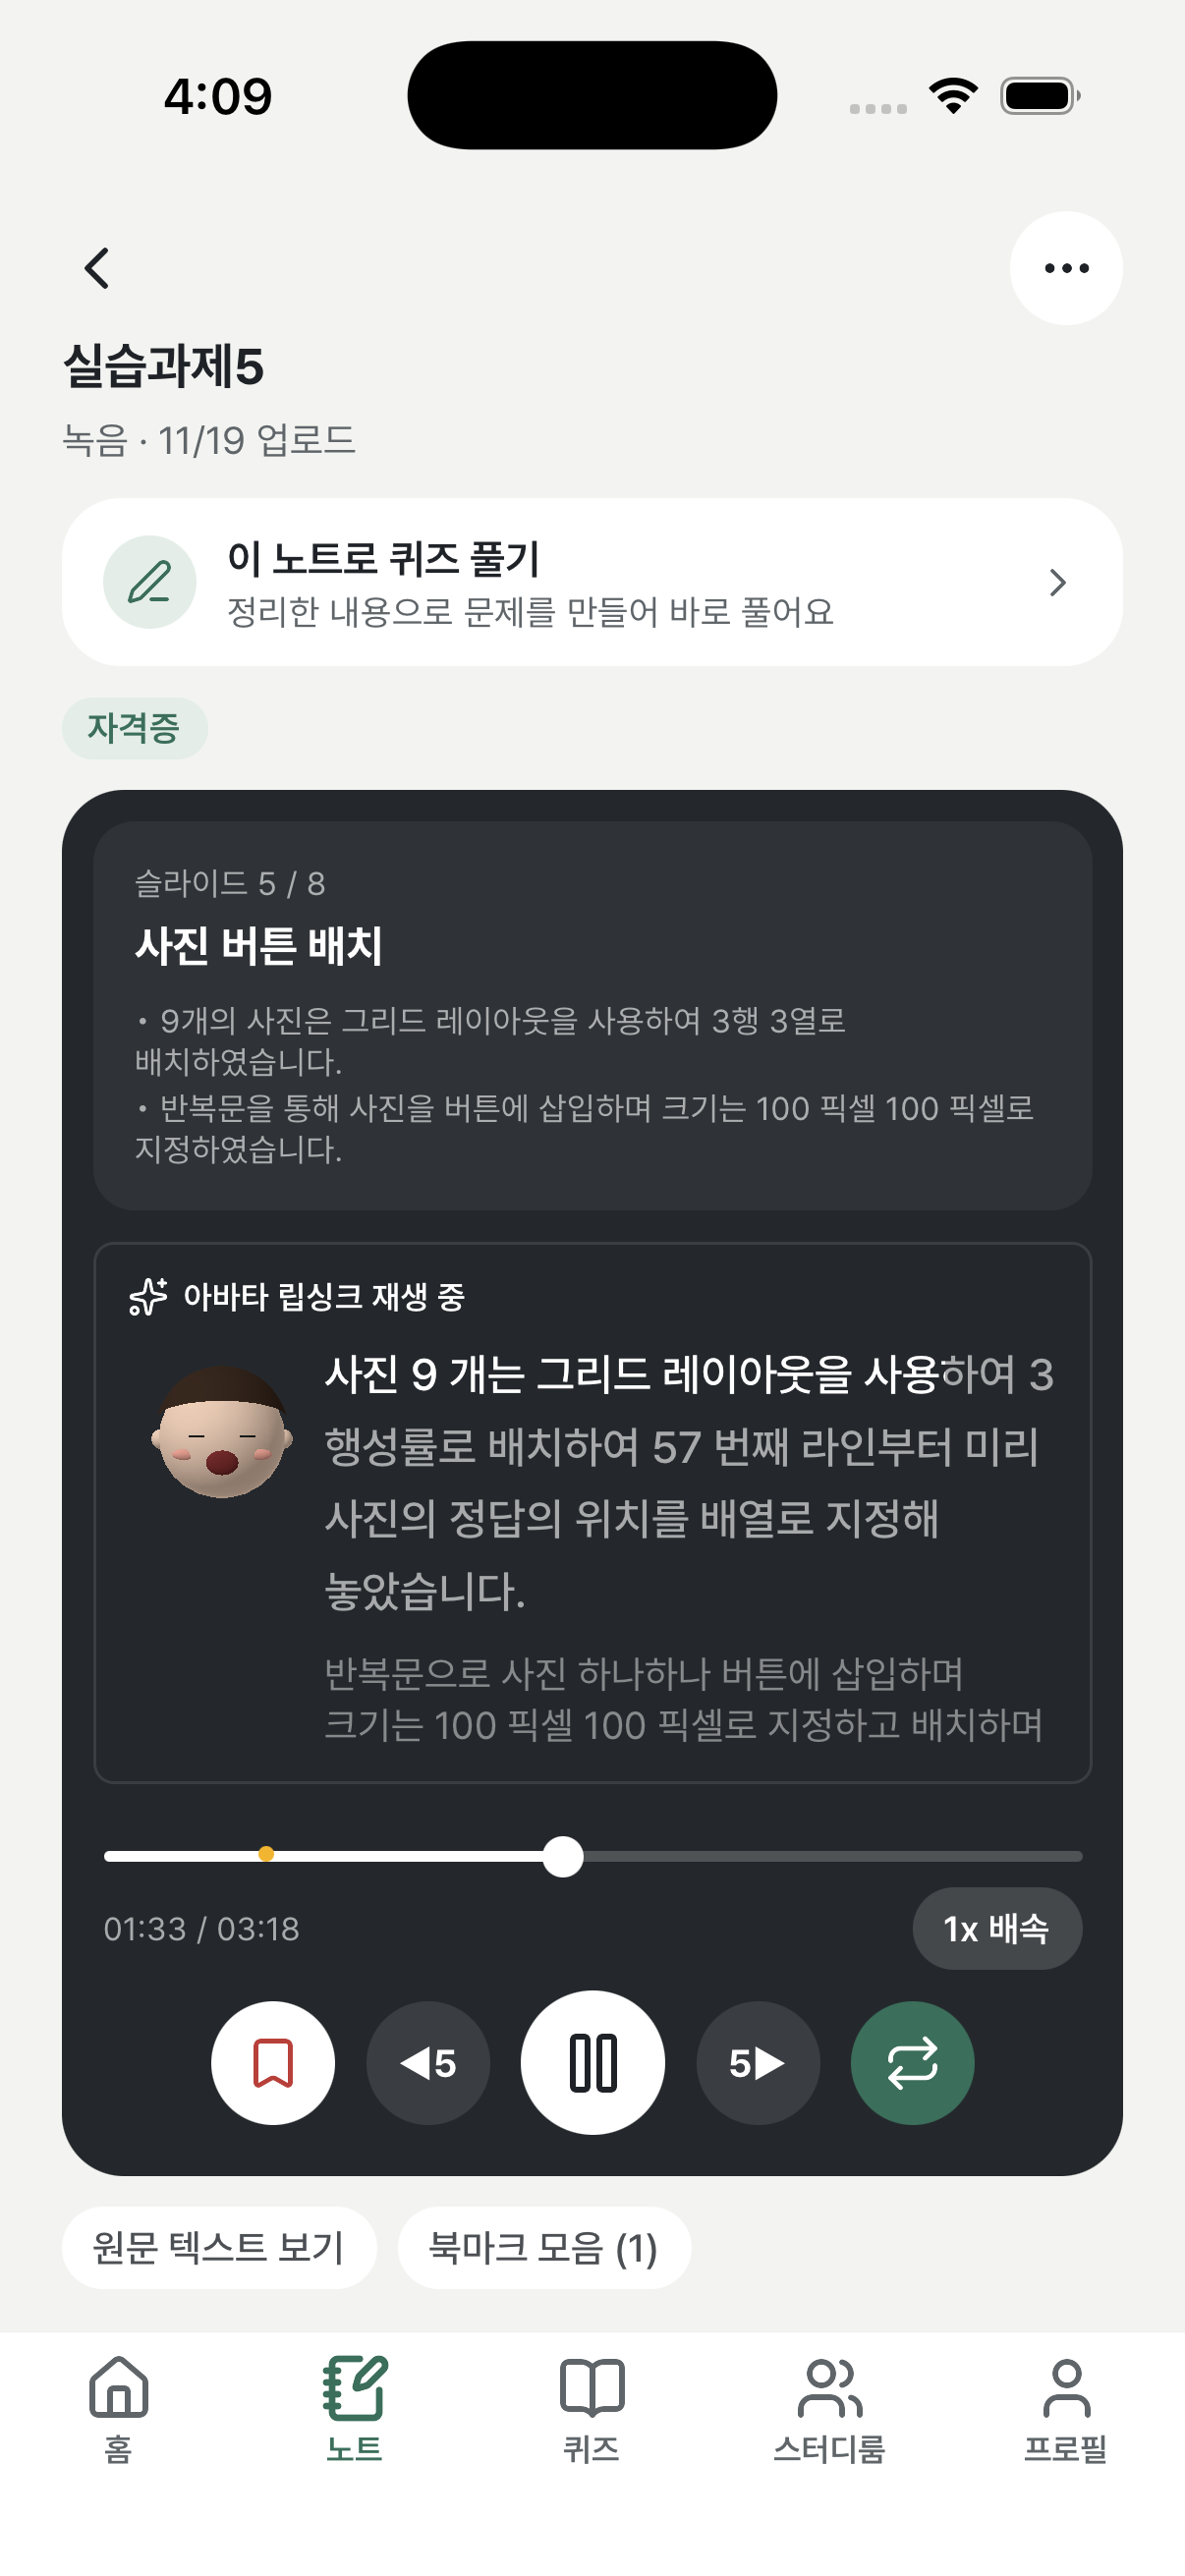 4:09
실습과제5
녹음 · 11/19 업로드
이 노트로 퀴즈 풀기
정리한 내용으로 문제를 만들어 바로 풀어요
자격증
슬라이드 5 / 8
사진 버튼 배치
• 9개의 사진은 그리드 레이아웃을 사용하여 3행 3열로
배치하였습니다.
• 반복문을 통해 사진을 버튼에 삽입하며 크기는 100 픽셀 100 픽셀로
지정하였습니다.
아바타 립싱크 재생 중
사진 9 개는 그리드 레이아웃을 사용하여 3
행성률로 배치하여 57 번째 라인부터 미리
사진의 정답의 위치를 배열로 지정해
놓았습니다.
반복문으로 사진 하나하나 버튼에 삽입하며
크기는 100 픽셀 100 픽셀로 지정하고 배치하며
01:33 / 03:18
1x 배속
◀5
5▶
원문 텍스트 보기
북마크 모음 (1)
홈
노트
퀴즈
스터디룸
프로필